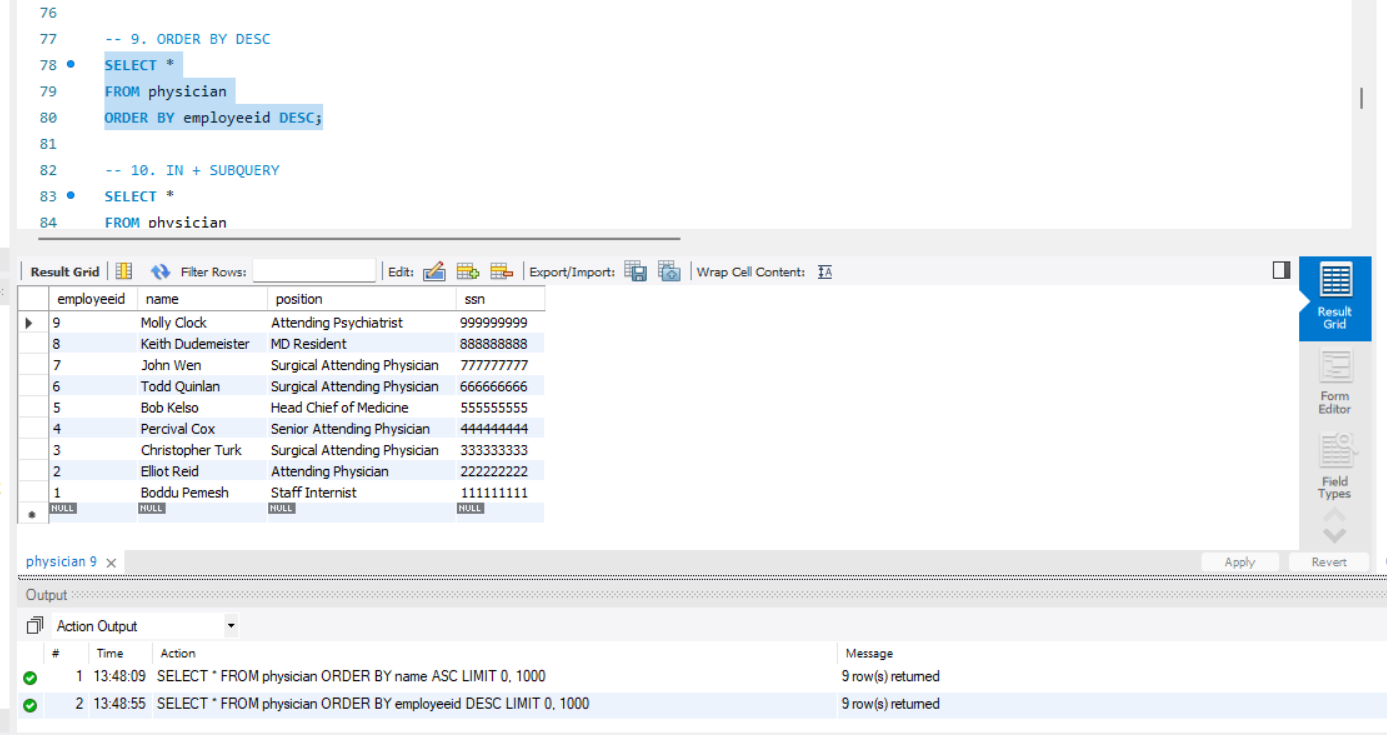 76
77 -- 9. ORDER BY DESC
78 SELECT *
79 FROM physician
80 ORDER BY employeeid DESC;
81
82 -- 10. IN + SUBQUERY
83 SELECT *
84 FROM physician
Result Grid Filter Rows: Edit: Export/Import: Wrap Cell Content: IA
employeeid name position ssn
9 Molly Clock Attending Psychiatrist 999999999
8 Keith Dudemeister MD Resident 888888888
7 John Wen Surgical Attending Physician 777777777
6 Todd Quinlan Surgical Attending Physician 666666666
5 Bob Kelso Head Chief of Medicine 555555555
4 Percival Cox Senior Attending Physician 444444444
3 Christopher Turk Surgical Attending Physician 333333333
2 Elliot Reid Attending Physician 222222222
1 Boddu Pemesh Staff Internist 111111111
NULL NULL NULL NULL
Result
Grid
Form
Editor
Field
Types
physician 9 Apply Revert
Output
Action Output
# Time Action Message
1 13:48:09 SELECT * FROM physician ORDER BY name ASC LIMIT 0, 1000 9 row(s) returned
2 13:48:55 SELECT * FROM physician ORDER BY employeeid DESC LIMIT 0, 1000 9 row(s) returned